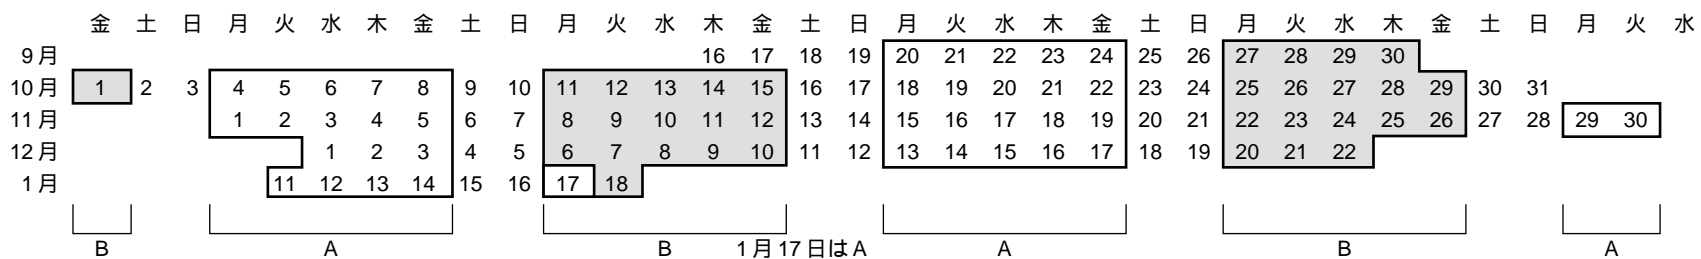 金 土 日 月 火 水 木 金 土 日 月 火 水 木 金 土 日 月 火 水 木 金 土 日 月 火 水 木 金 土 日 月 火 水
9月 16 17 18 19 20 21 22 23 24 25 26 27 28 29 30
10月 1 2 3 4 5 6 7 8 9 10 11 12 13 14 15 16 17 18 19 20 21 22 23 24 25 26 27 28 29 30 31
11月 1 2 3 4 5 6 7 8 9 10 11 12 13 14 15 16 17 18 19 20 21 22 23 24 25 26 27 28 29 30
12月 1 2 3 4 5 6 7 8 9 10 11 12 13 14 15 16 17 18 19 20 21 22
1月 11 12 13 14 15 16 17 18
B A B 1月17日はA A B A